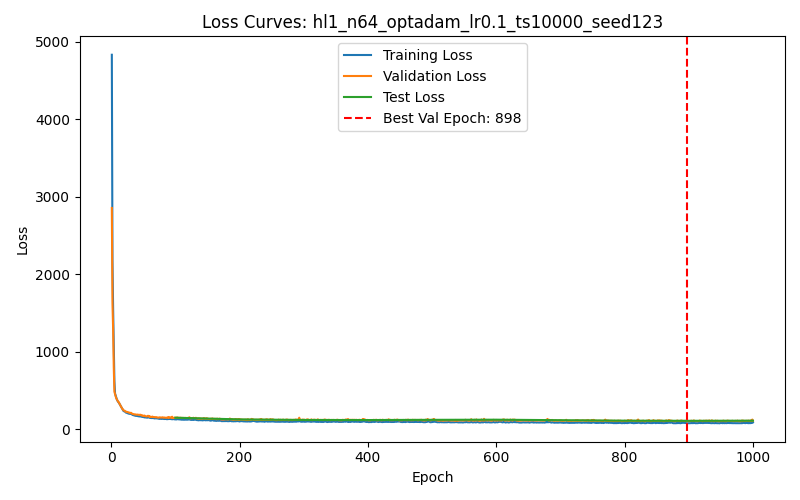 Loss Curves: hl1_n64_optadam_lr0.1_ts10000_seed123
5000
4000
3000
2000
1000
0
Loss
Training Loss
Validation Loss
Test Loss
Best Val Epoch: 898
0 200 400 600 800 1000
Epoch